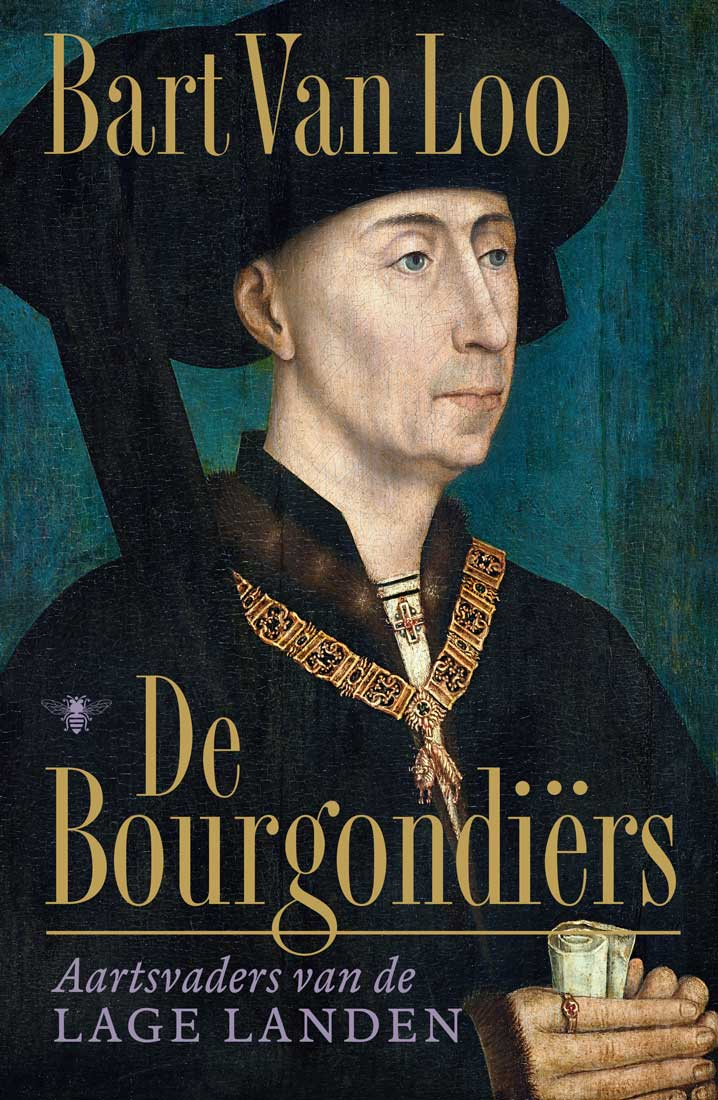 Bart Van Loo
De
Bourgondiërs
Aartsvaders van de
LAGE LANDEN